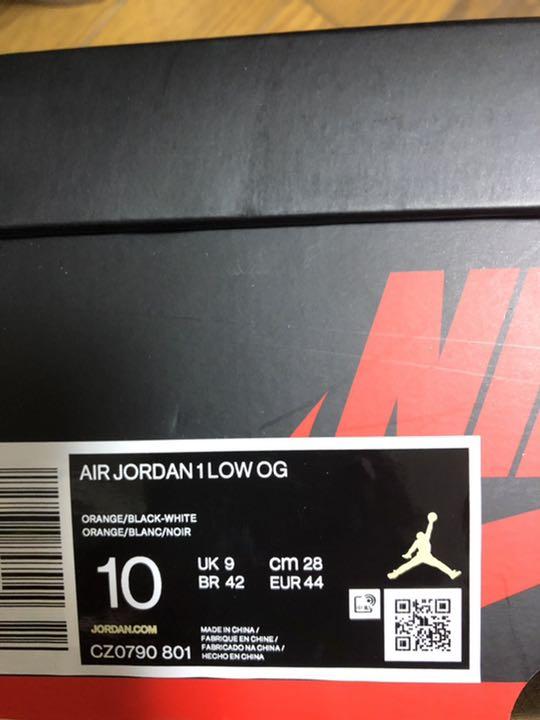 NI
AIR JORDAN 1 LOW OG
ORANGE/BLACK-WHITE
ORANGE/BLANC/NOIR
10
UK 9 cm 28
BR 42 EUR 44
JORDAN.COM
CZ0790 801
MADE IN CHINA /
FABRIQUE EN CHINE /
FABRICADO NA CHINA /
HECHO EN CHINA